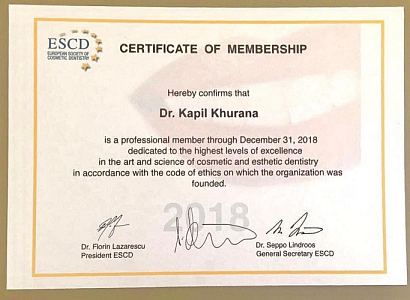 ESCD
EUROPEAN SOCIETY OF
COSMETIC DENTISTRY
CERTIFICATE OF MEMBERSHIP
Hereby confirms that
Dr. Kapil Khurana
is a professional member through December 31, 2018
dedicated to the highest levels of excellence
in the art and science of cosmetic and esthetic dentistry
in accordance with the code of ethics on which the organization was
founded.
2018
Dr. Florin Lazarescu
President ESCD
Dr. Seppo Lindroos
General Secretary ESCD